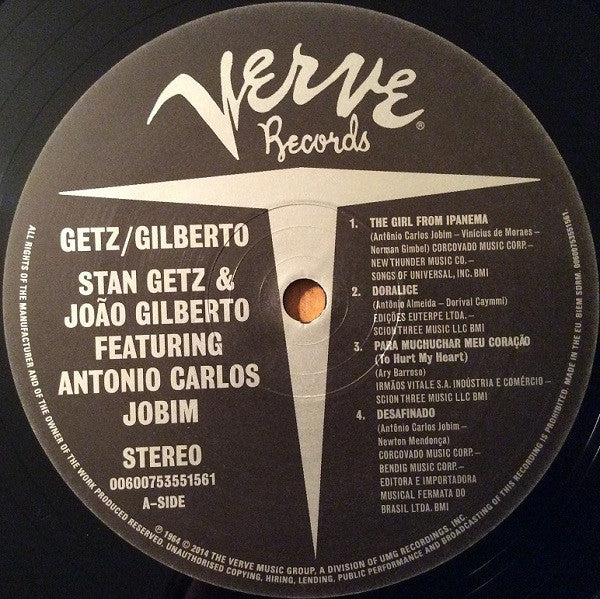 VERVE®
Records
GETZ/GILBERTO
STAN GETZ &
JOÃO GILBERTO
FEATURING
ANTONIO CARLOS
JOBIM
STEREO
00600753551561
A-SIDE
1. THE GIRL FROM IPANEMA
(Antônio Carlos Jobim – Vinícius de Moraes –
Norman Gimbel) CORCOVADO MUSIC CORP.–
NEW THUNDER MUSIC CO.–
SONGS OF UNIVERSAL, INC. BMI
2. DORALICE
(Antônio Almeida – Dorival Caymmi)
EDIÇÕES EUTERPE LTDA.–
SCION THREE MUSIC LLC BMI
3. PARA MUCHUCHAR MEU CORAÇÃO
(To Hurt My Heart)
(Ary Barroso)
IRMÃOS VITALE S.A. INDÚSTRIA E COMÉRCIO–
SCION THREE MUSIC LLC BMI
4. DESAFINADO
(Antônio Carlos Jobim –
Newton Mendonça)
CORCOVADO MUSIC CORP.–
BENDIG MUSIC CORP.–
EDITORA E IMPORTADORA
MUSICAL FERMATA DO
BRASIL LTDA. BMI
ALL RIGHTS OF THE MANUFACTURER AND OF THE OWNER OF THE WORK PRODUCED RESERVED. UNAUTHORISED COPYING, HIRING, LENDING, PUBLIC PERFORMANCE AND BROADCASTING OF THIS RECORD IS PROHIBITED. MADE IN THE EU. BIEM SDRM. 00600753551561.
℗ 1964 © 2014 THE VERVE MUSIC GROUP, A DIVISION OF UMG RECORDINGS, INC.